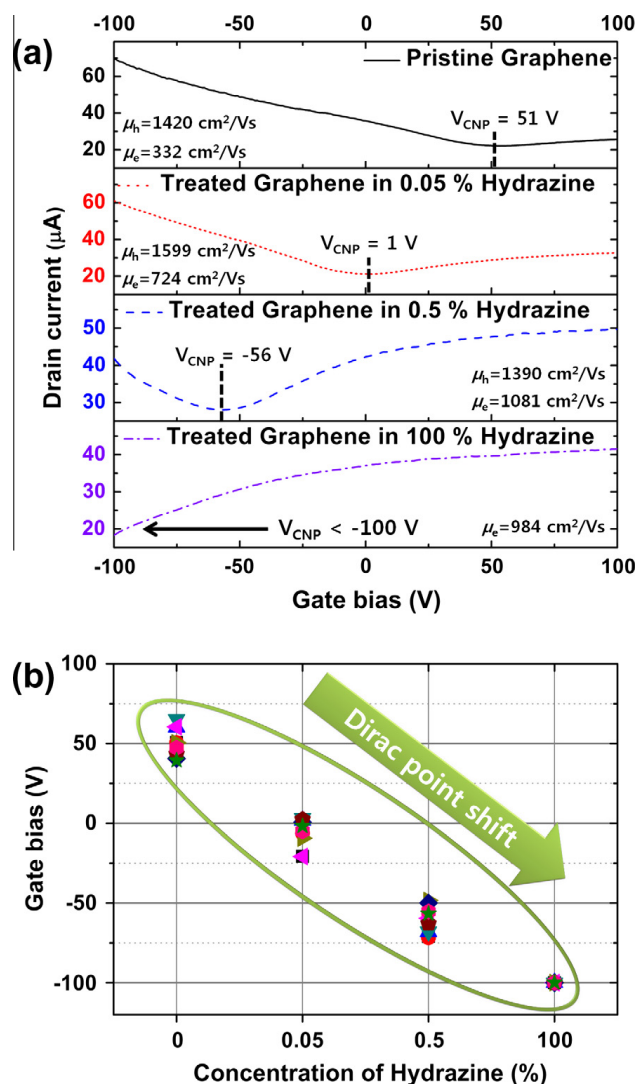 (a)
-100 -50 0 50 100
Pristine Graphene
60
40
20
μh=1420 cm²/Vs
μe=332 cm²/Vs
VCNP = 51 V
Treated Graphene in 0.05 % Hydrazine
60
40
20
μh=1599 cm²/Vs
μe=724 cm²/Vs
VCNP = 1 V
Treated Graphene in 0.5 % Hydrazine
50
40
30
VCNP = -56 V
μh=1390 cm²/Vs
μe=1081 cm²/Vs
Treated Graphene in 100 % Hydrazine
40
20
VCNP < -100 V
μe=984 cm²/Vs
Drain current (μA)
-100 -50 0 50 100
Gate bias (V)
(b)
100
50
0
-50
-100
Gate bias (V)
Dirac point shift
0 0.05 0.5 100
Concentration of Hydrazine (%)